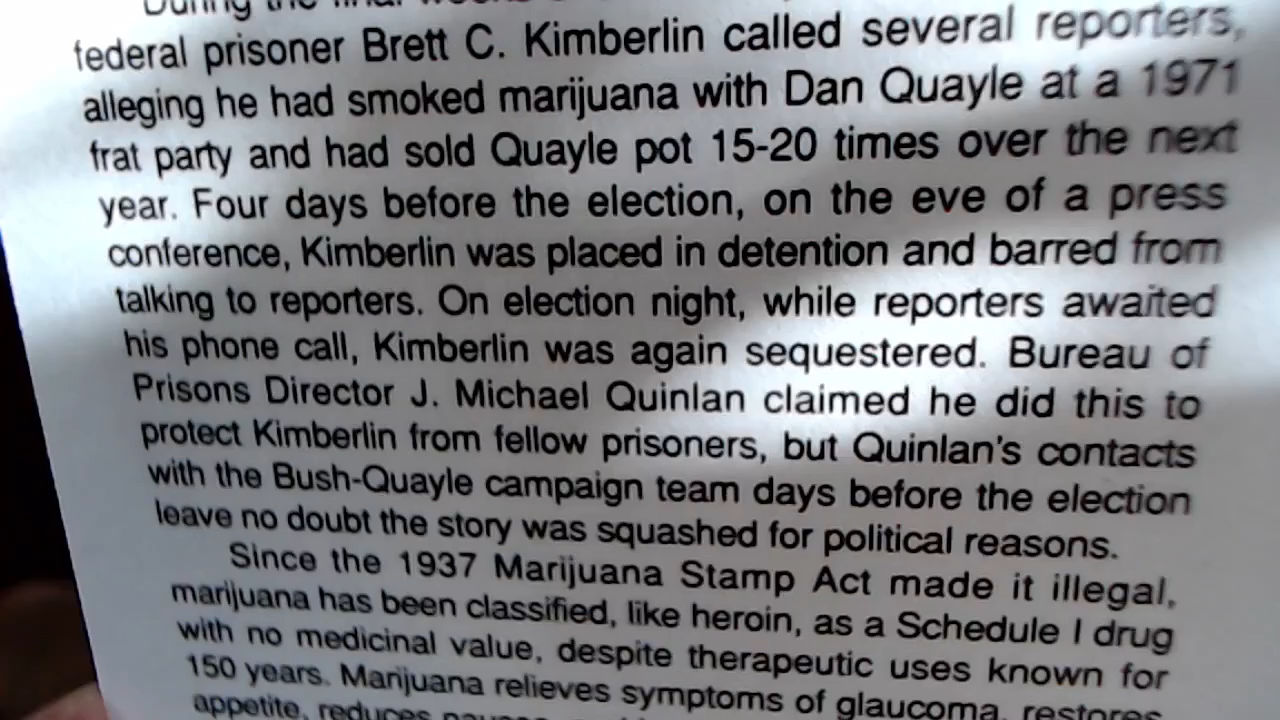 During the final weeks
federal prisoner Brett C. Kimberlin called several reporters,
alleging he had smoked marijuana with Dan Quayle at a 1971
frat party and had sold Quayle pot 15-20 times over the next
year. Four days before the election, on the eve of a press
conference, Kimberlin was placed in detention and barred from
talking to reporters. On election night, while reporters awaited
his phone call, Kimberlin was again sequestered. Bureau of
Prisons Director J. Michael Quinlan claimed he did this to
protect Kimberlin from fellow prisoners, but Quinlan's contacts
with the Bush-Quayle campaign team days before the election
leave no doubt the story was squashed for political reasons.
Since the 1937 Marijuana Stamp Act made it illegal,
marijuana has been classified, like heroin, as a Schedule I drug
with no medicinal value, despite therapeutic uses known for
150 years. Marijuana relieves symptoms of glaucoma, restores
appetite, reduces